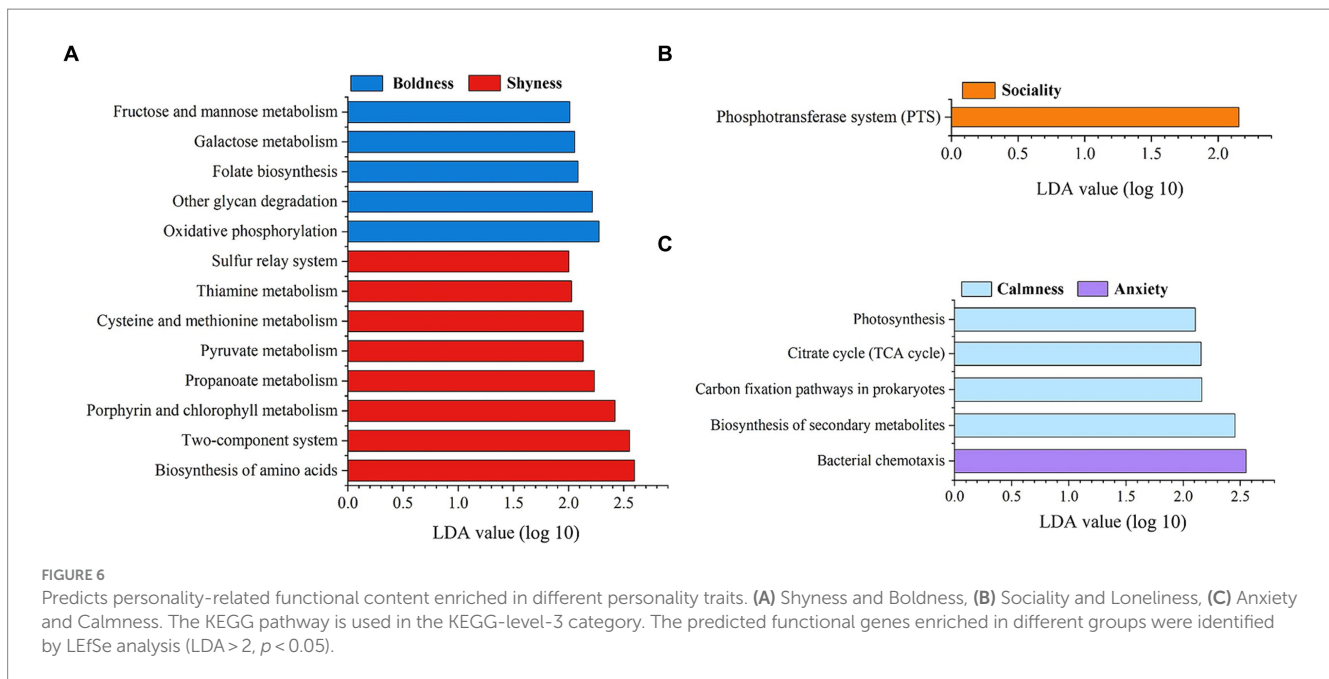 A
Boldness Shyness
Fructose and mannose metabolism
Galactose metabolism
Folate biosynthesis
Other glycan degradation
Oxidative phosphorylation
Sulfur relay system
Thiamine metabolism
Cysteine and methionine metabolism
Pyruvate metabolism
Propanoate metabolism
Porphyrin and chlorophyll metabolism
Two-component system
Biosynthesis of amino acids
0.0 0.5 1.0 1.5 2.0 2.5
LDA value (log 10)
B
Sociality
Phosphotransferase system (PTS)
0.0 0.5 1.0 1.5 2.0
LDA value (log 10)
C
Calmness Anxiety
Photosynthesis
Citrate cycle (TCA cycle)
Carbon fixation pathways in prokaryotes
Biosynthesis of secondary metabolites
Bacterial chemotaxis
0.0 0.5 1.0 1.5 2.0 2.5
LDA value (log 10)
FIGURE 6
Predicts personality-related functional content enriched in different personality traits. (A) Shyness and Boldness, (B) Sociality and Loneliness, (C) Anxiety
and Calmness. The KEGG pathway is used in the KEGG-level-3 category. The predicted functional genes enriched in different groups were identified
by LEfSe analysis (LDA > 2, p < 0.05).